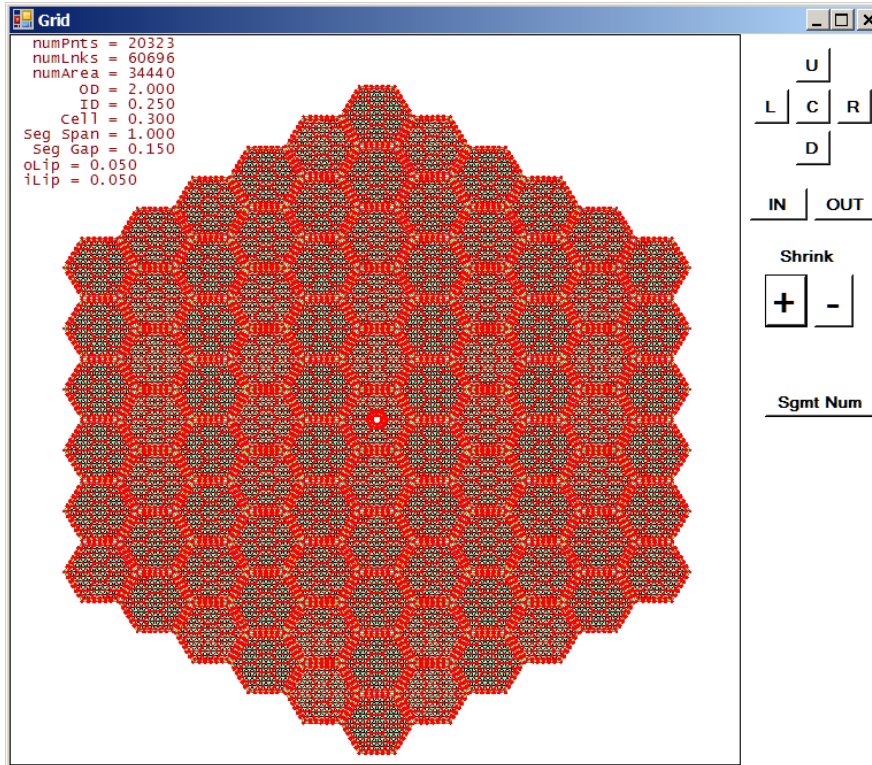 Grid
numPnts = 20323
numLnks = 60696
numArea = 34440
OD = 2.000
ID = 0.250
Cell = 0.300
Seg Span = 1.000
Seg Gap = 0.150
oLip = 0.050
iLip = 0.050
U
L C R
D
IN OUT
Shrink
+ -
Sgmt Num